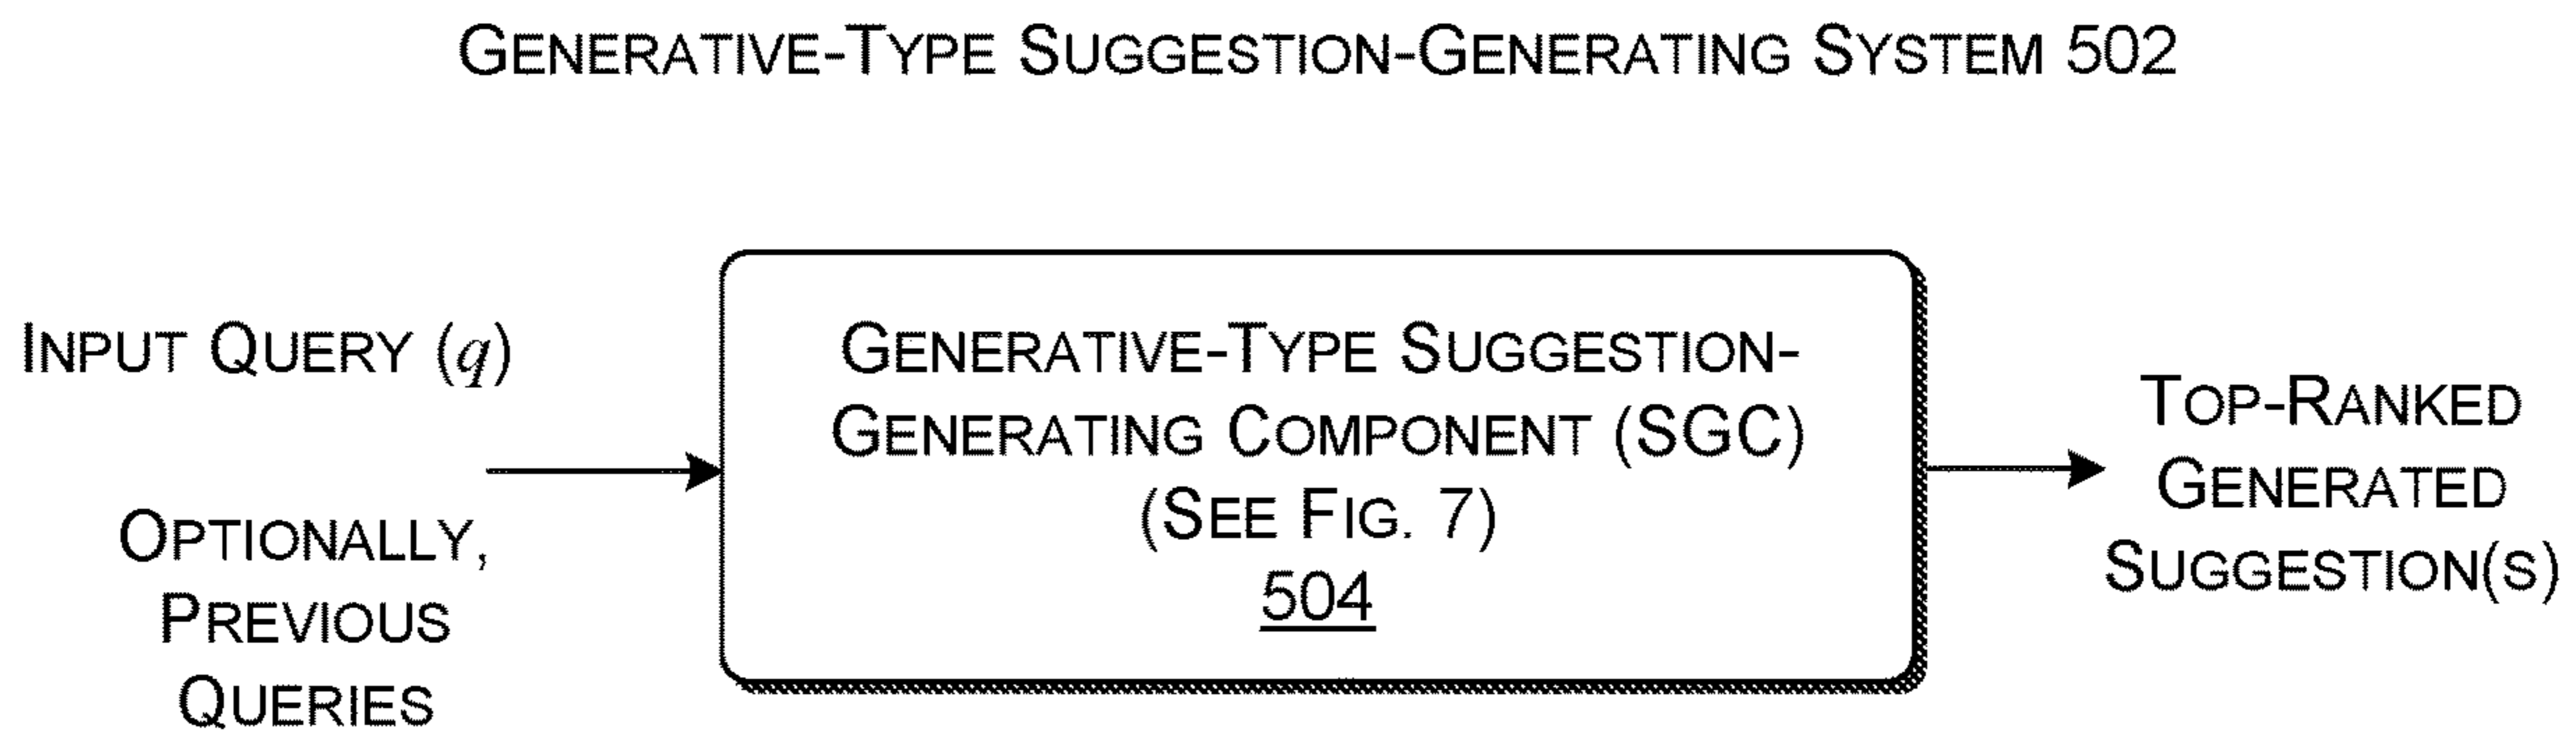 GENERATIVE-TYPE SUGGESTION-GENERATING SYSTEM 502
INPUT QUERY (q)
OPTIONALLY,
PREVIOUS
QUERIES
GENERATIVE-TYPE SUGGESTION-
GENERATING COMPONENT (SGC)
(SEE FIG. 7)
504
TOP-RANKED
GENERATED
SUGGESTION(S)